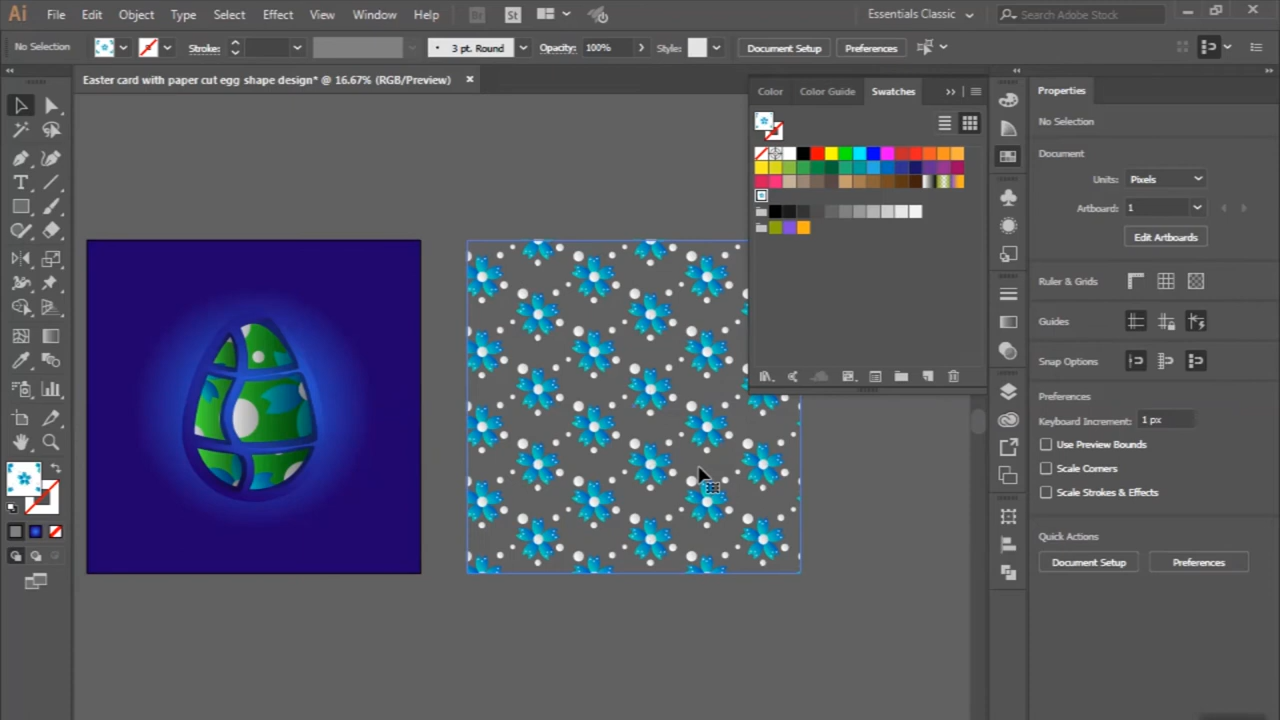 Ai File Edit Object Type Select Effect View Window Help Br St Essentials Classic Search Adobe Stock
No Selection Stroke: 3 pt. Round Opacity: 100% Style: Document Setup Preferences
Easter card with paper cut egg shape design* @ 16.67% (RGB/Preview)
Color Color Guide Swatches
Properties
No Selection
Document
Units: Pixels
Artboard: 1
Edit Artboards
Ruler & Grids
Guides
Snap Options
Preferences
Keyboard Increment: 1 px
Use Preview Bounds
Scale Corners
Scale Strokes & Effects
Quick Actions
Document Setup Preferences